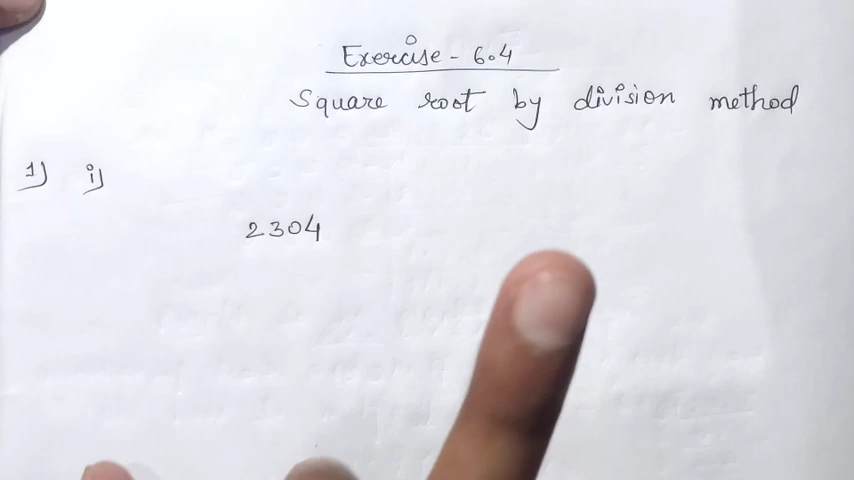 Exercise - 6.4
Square root by division method
1) i)
2304